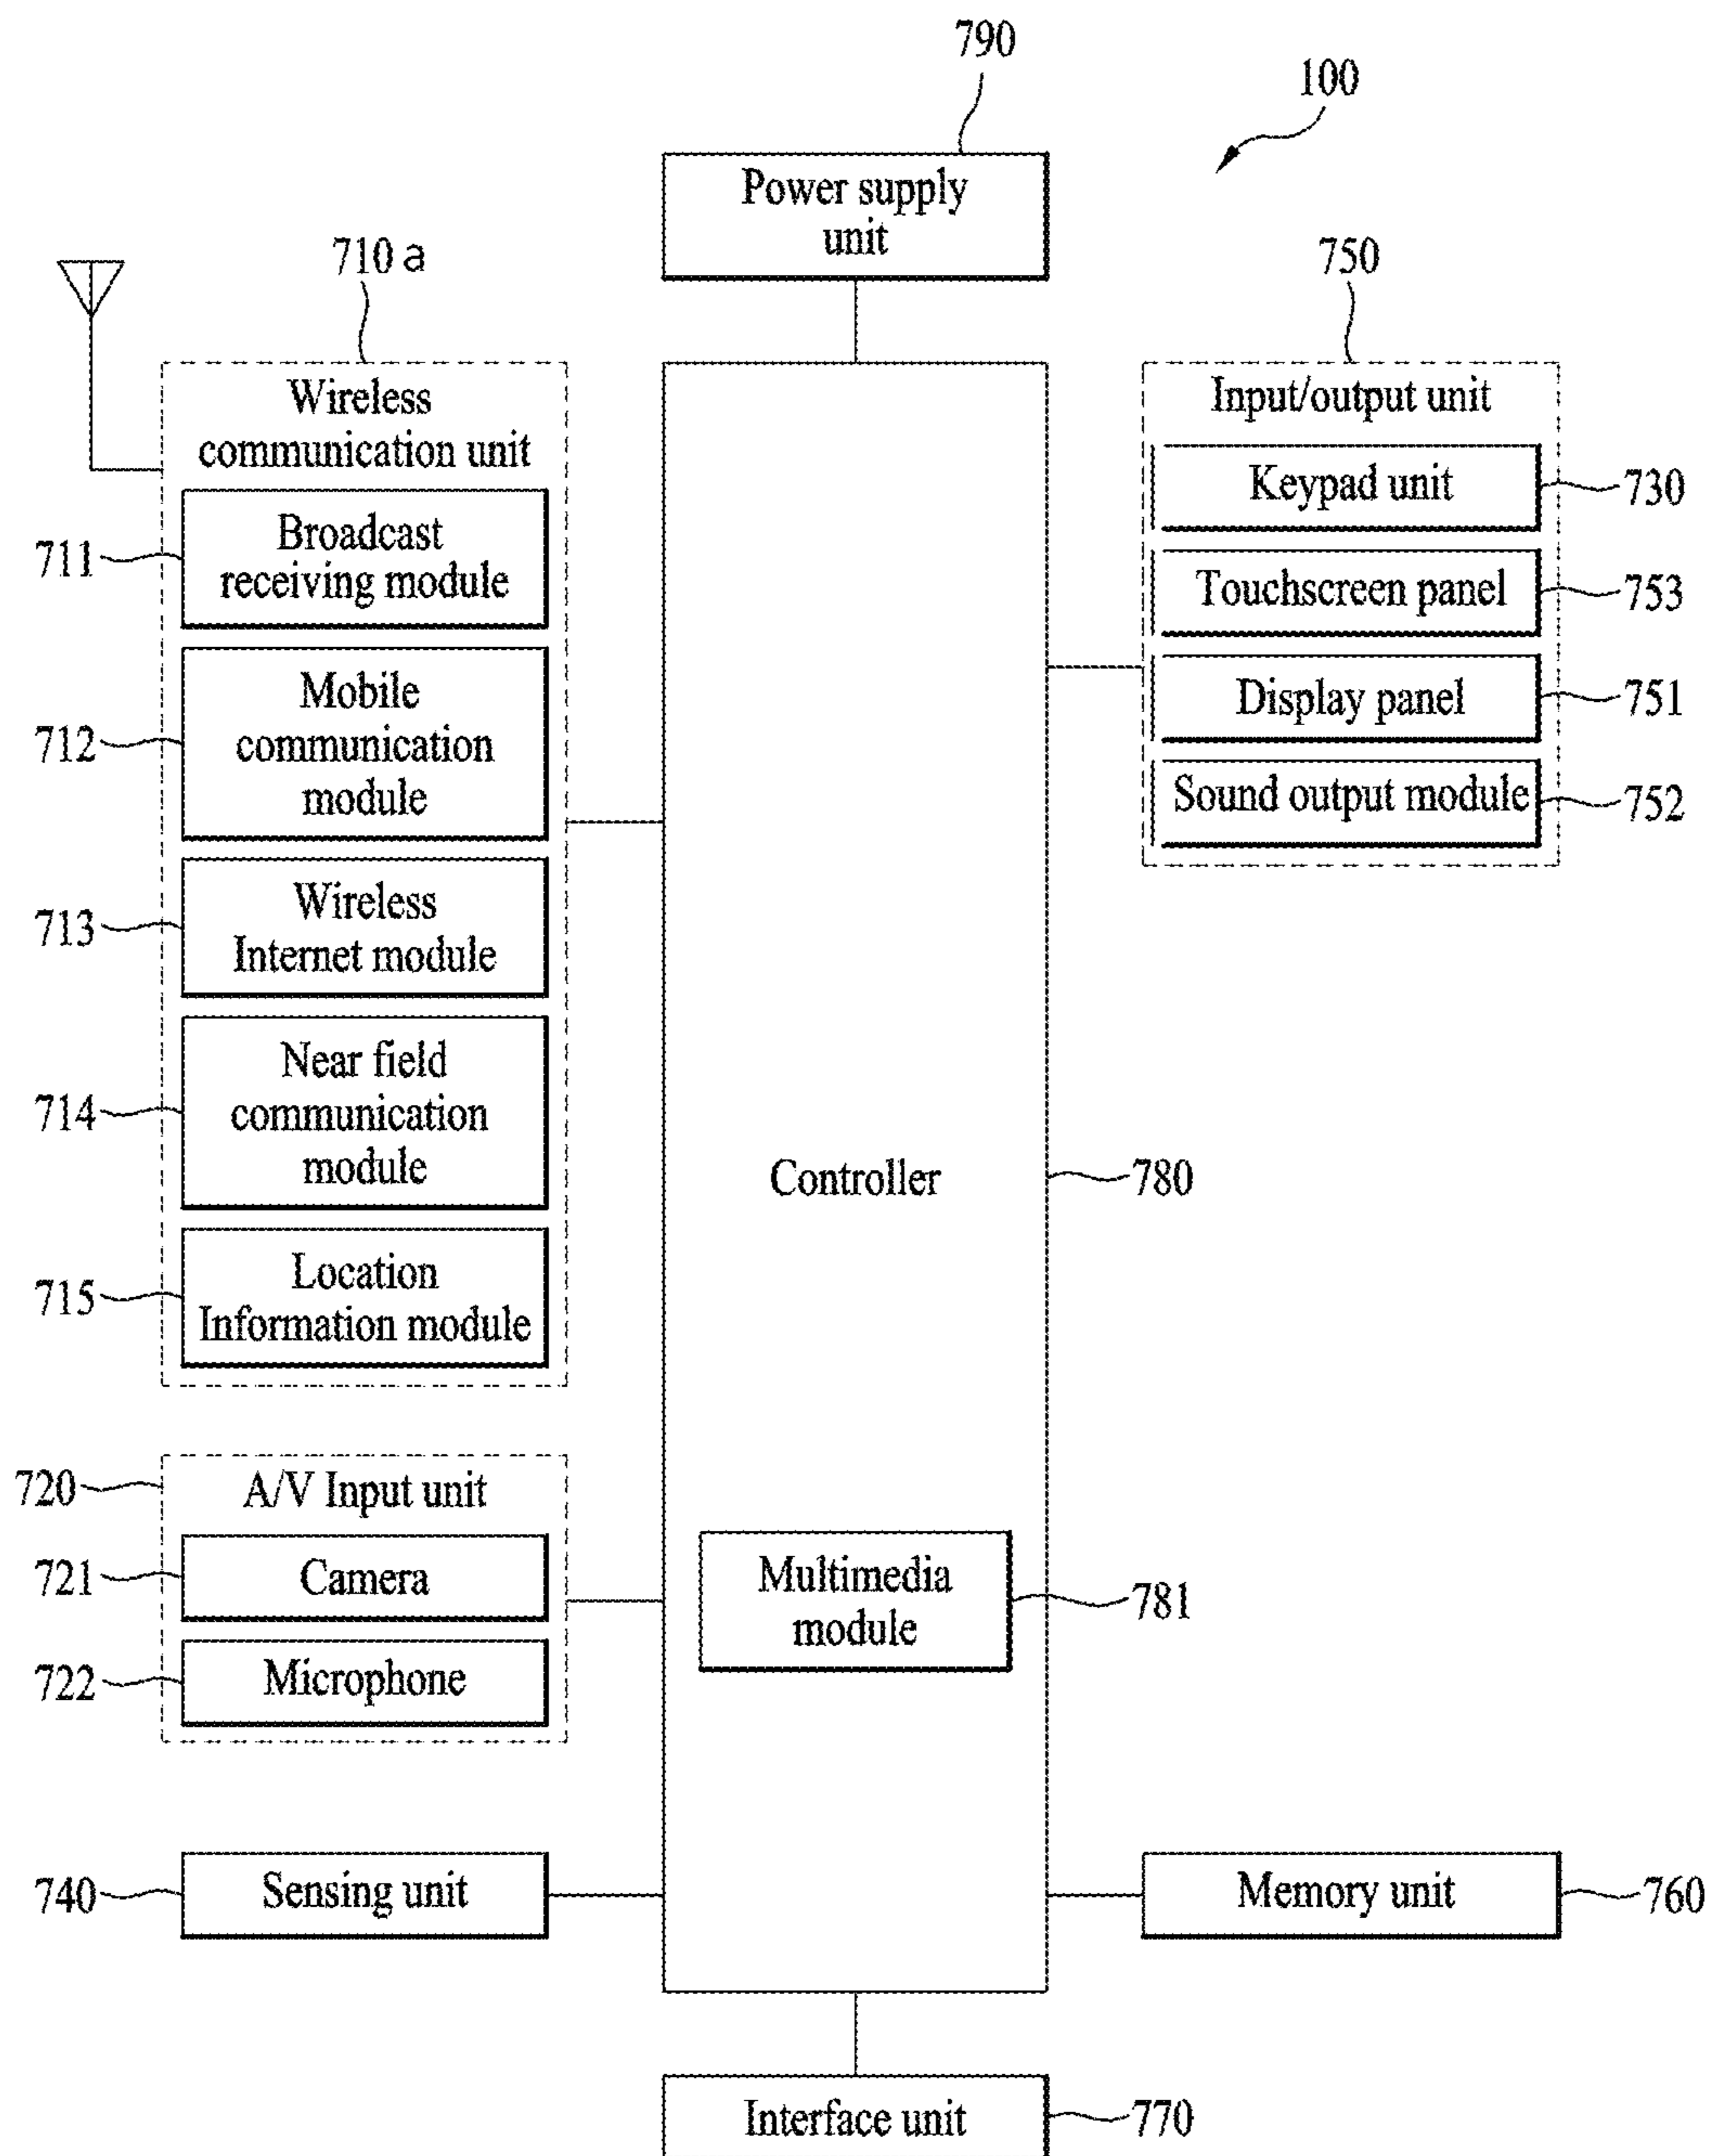 790
100
Power supply
unit
710 a
750
Wireless
communication unit
711
Broadcast
receiving module
712
Mobile
communication
module
713
Wireless
Internet module
714
Near field
communication
module
715
Location
Information module
720
A/V Input unit
721
Camera
722
Microphone
740
Sensing unit
Controller
780
Multimedia
module
781
Input/output unit
Keypad unit
730
Touchscreen panel
753
Display panel
751
Sound output module
752
Memory unit
760
Interface unit
770